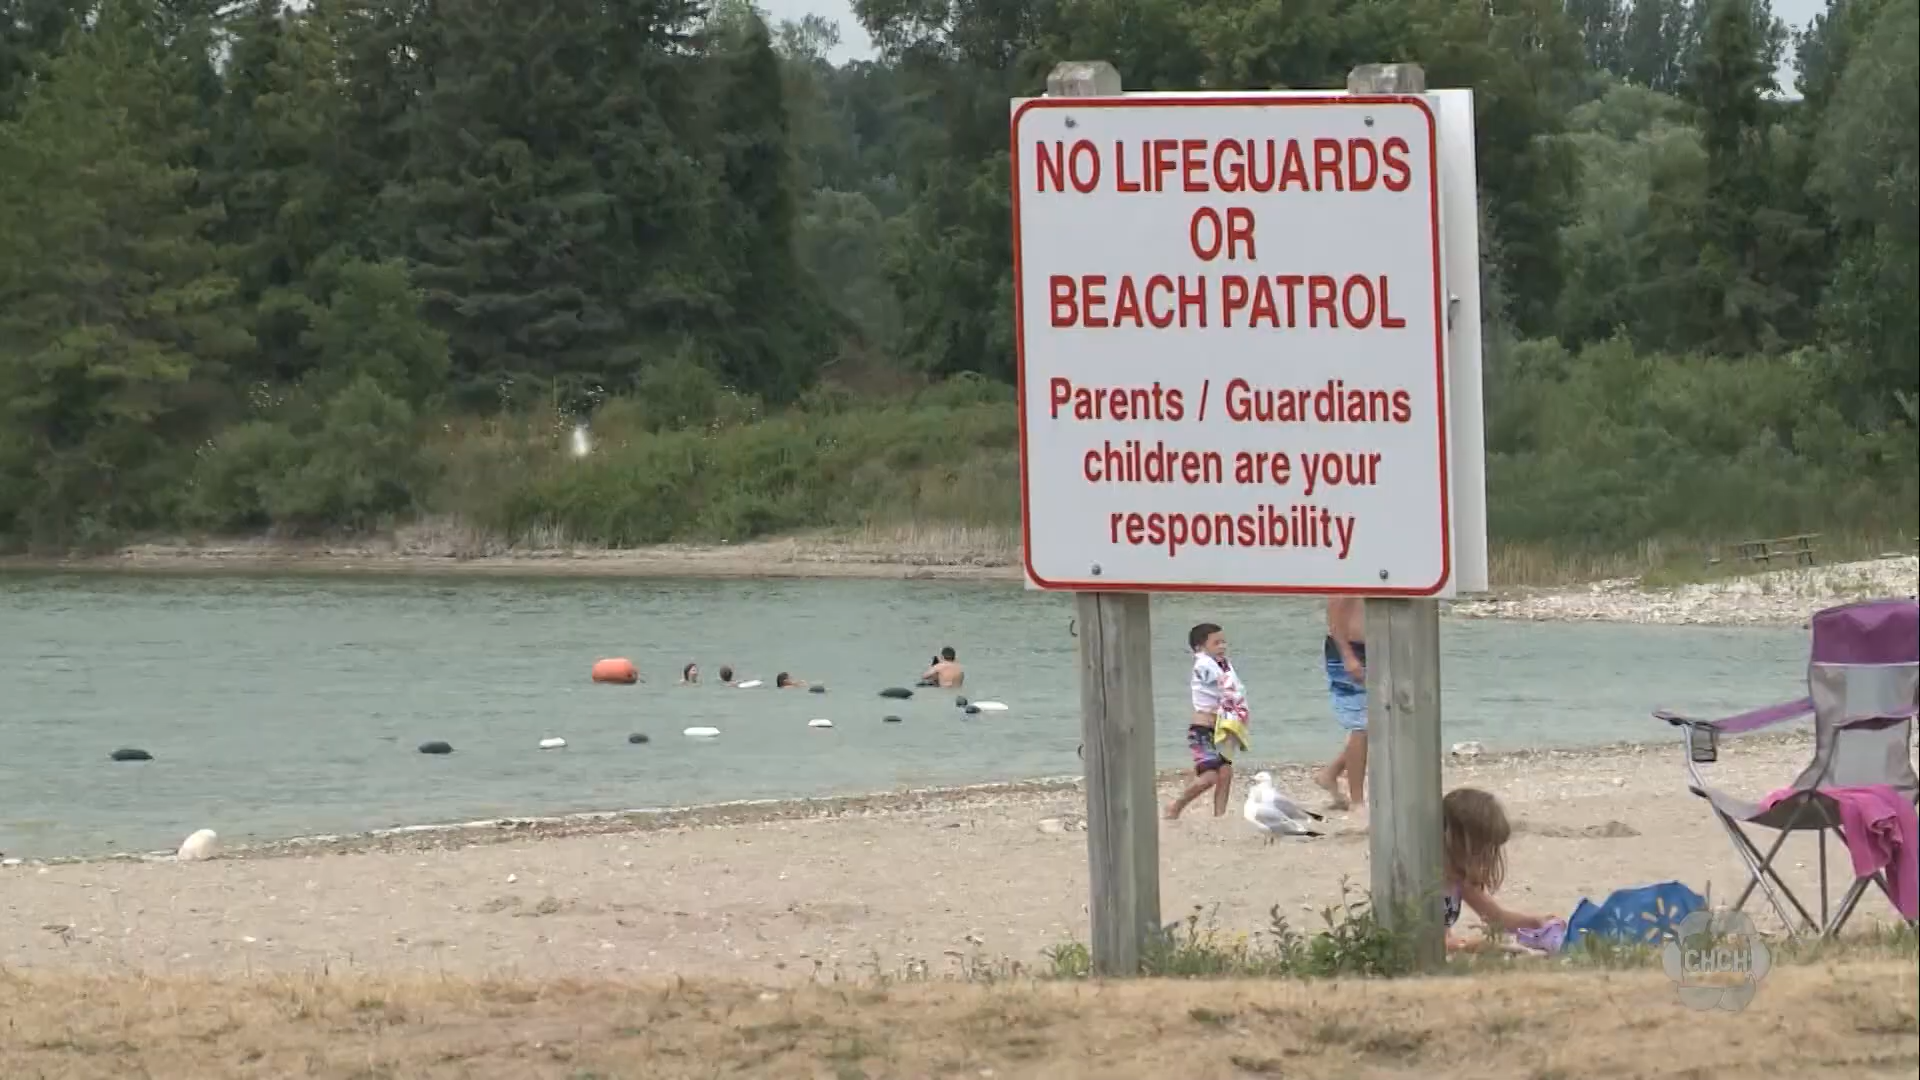 NO LIFEGUARDS
OR
BEACH PATROL
Parents / Guardians
children are your
responsibility
CHCH